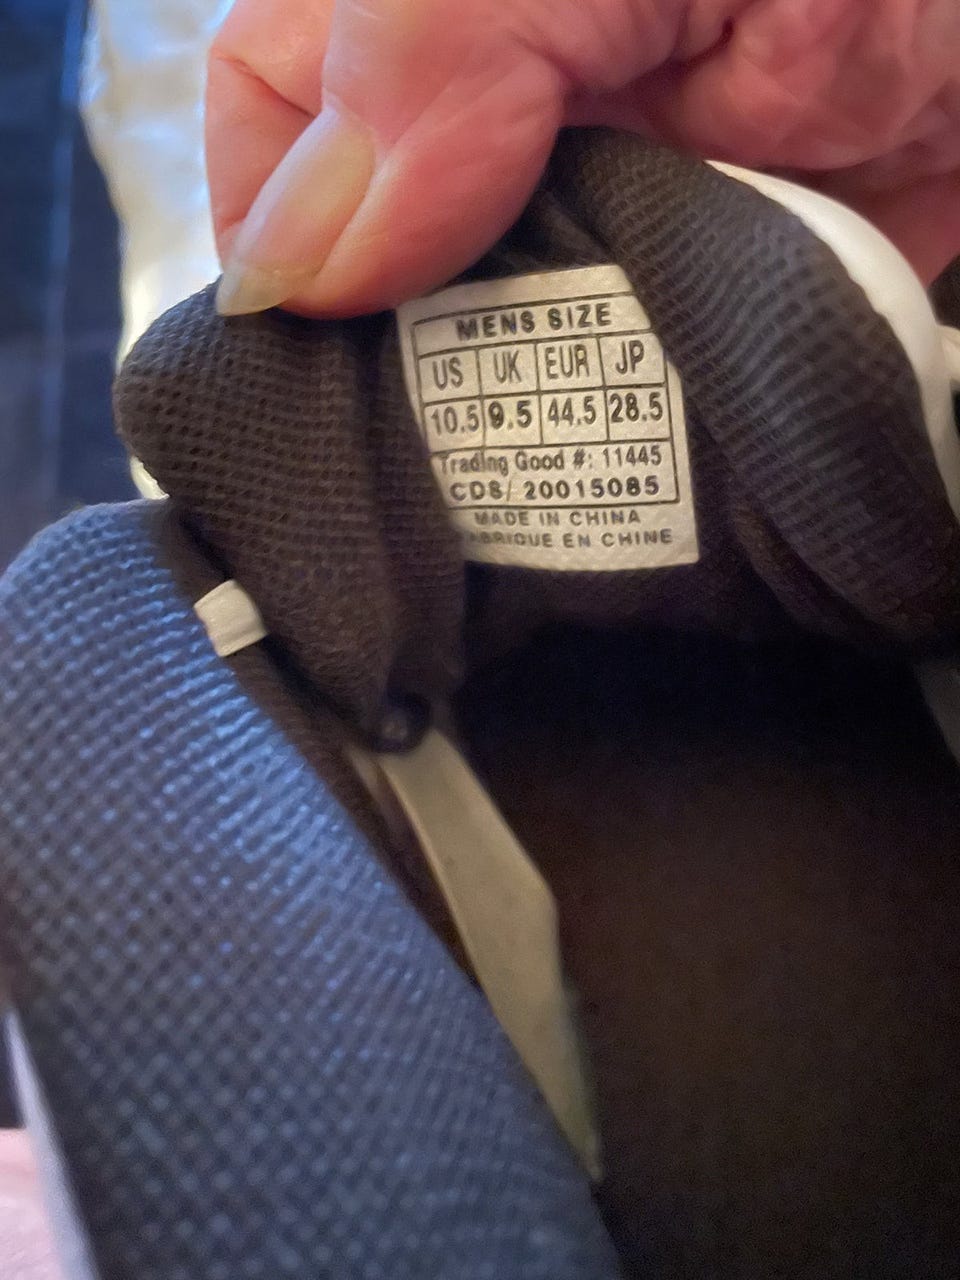 MENS SIZE
US UK EUR JP
10.5 9.5 44.5 28.5
Trading Good #: 11445
CDS/ 20015085
MADE IN CHINA
ABRIQUE EN CHINE